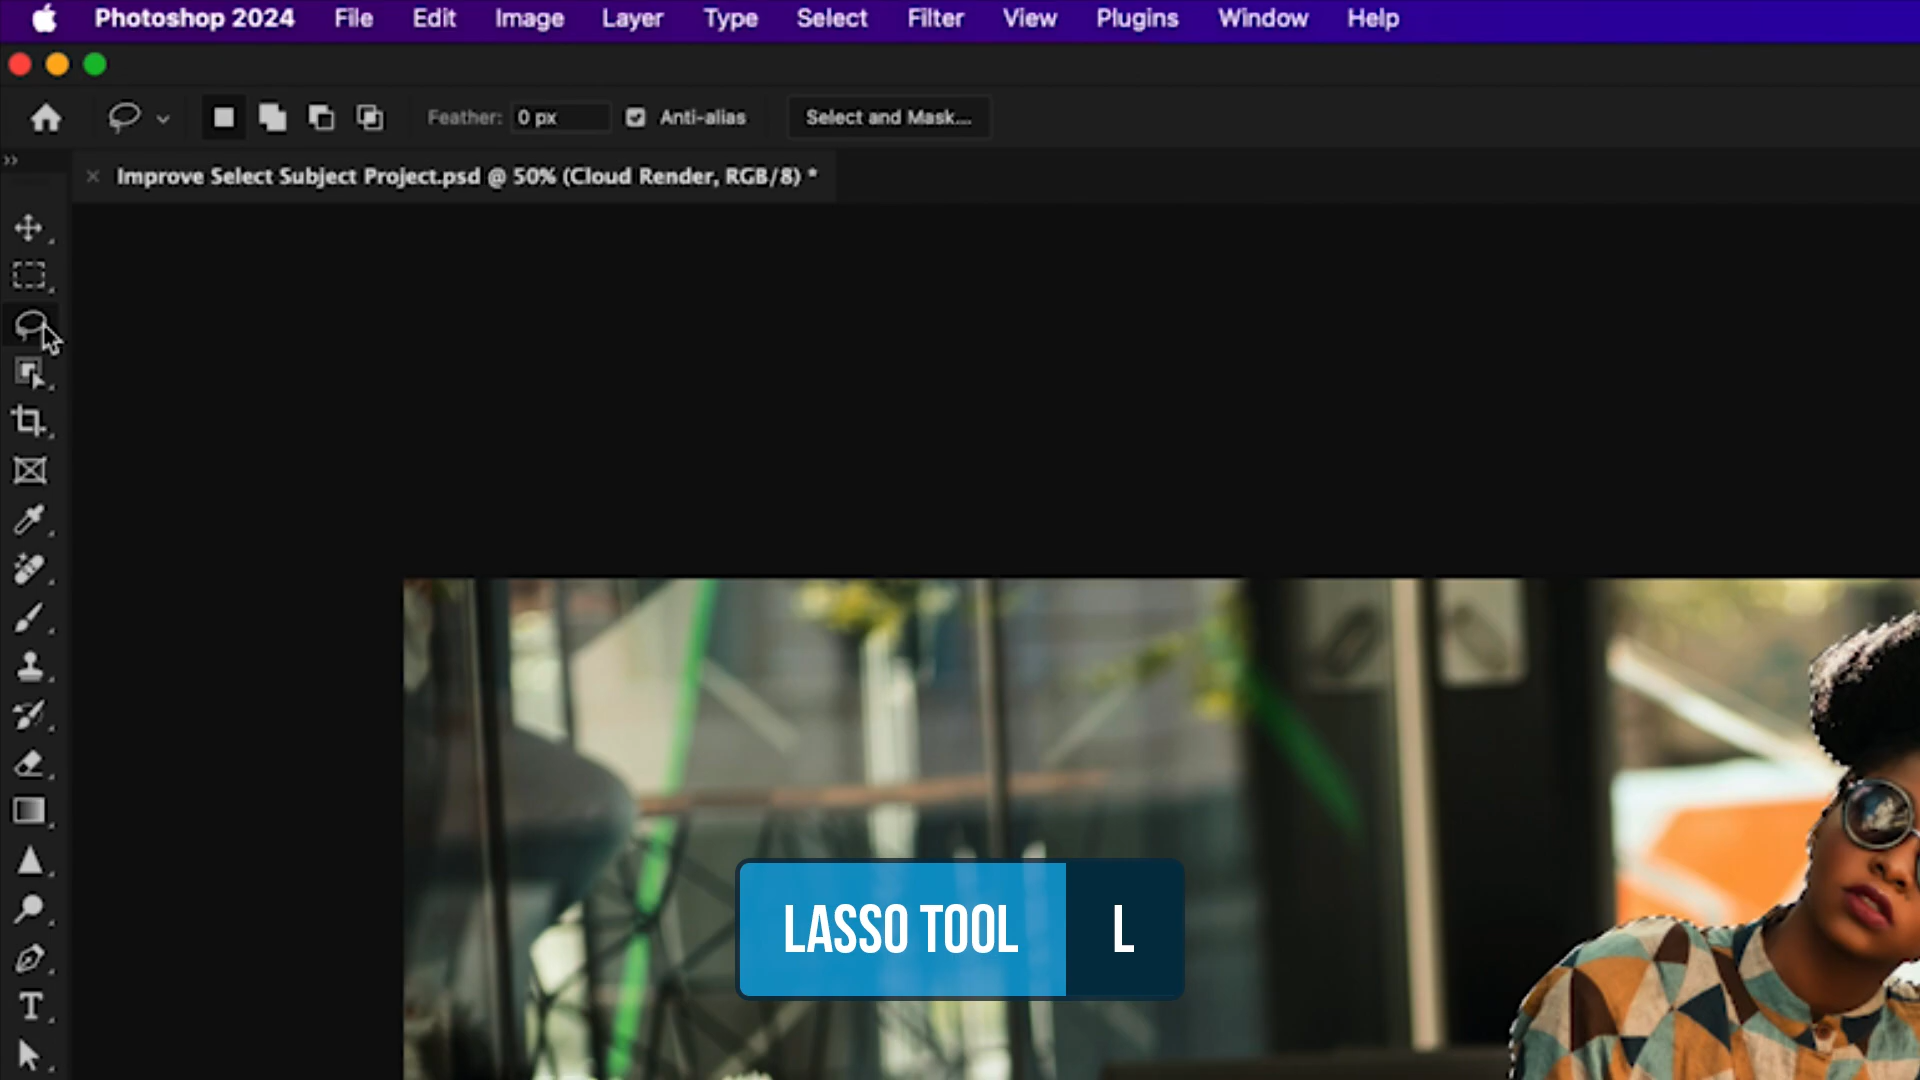 Photoshop 2024 File Edit Image Layer Type Select Filter View Plugins Window Help
Feather: 0 px Anti-alias Select and Mask...
Improve Select Subject Project.psd @ 50% (Cloud Render, RGB/8) *
LASSO TOOL L